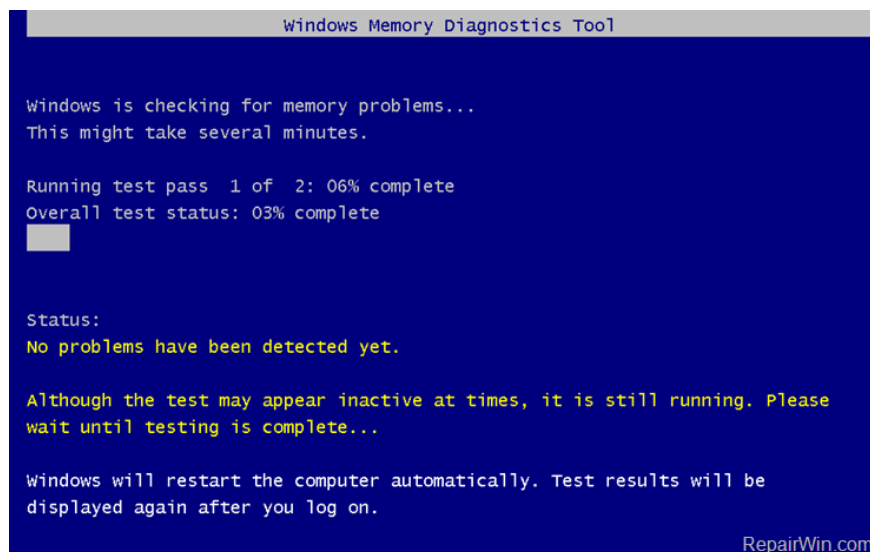 Windows Memory Diagnostics Tool
Windows is checking for memory problems...
This might take several minutes.
Running test pass  1 of  2: 06% complete
Overall test status: 03% complete
Status:
No problems have been detected yet.
Although the test may appear inactive at times, it is still running. Please
wait until testing is complete...
Windows will restart the computer automatically. Test results will be
displayed again after you log on.
RepairWin.com